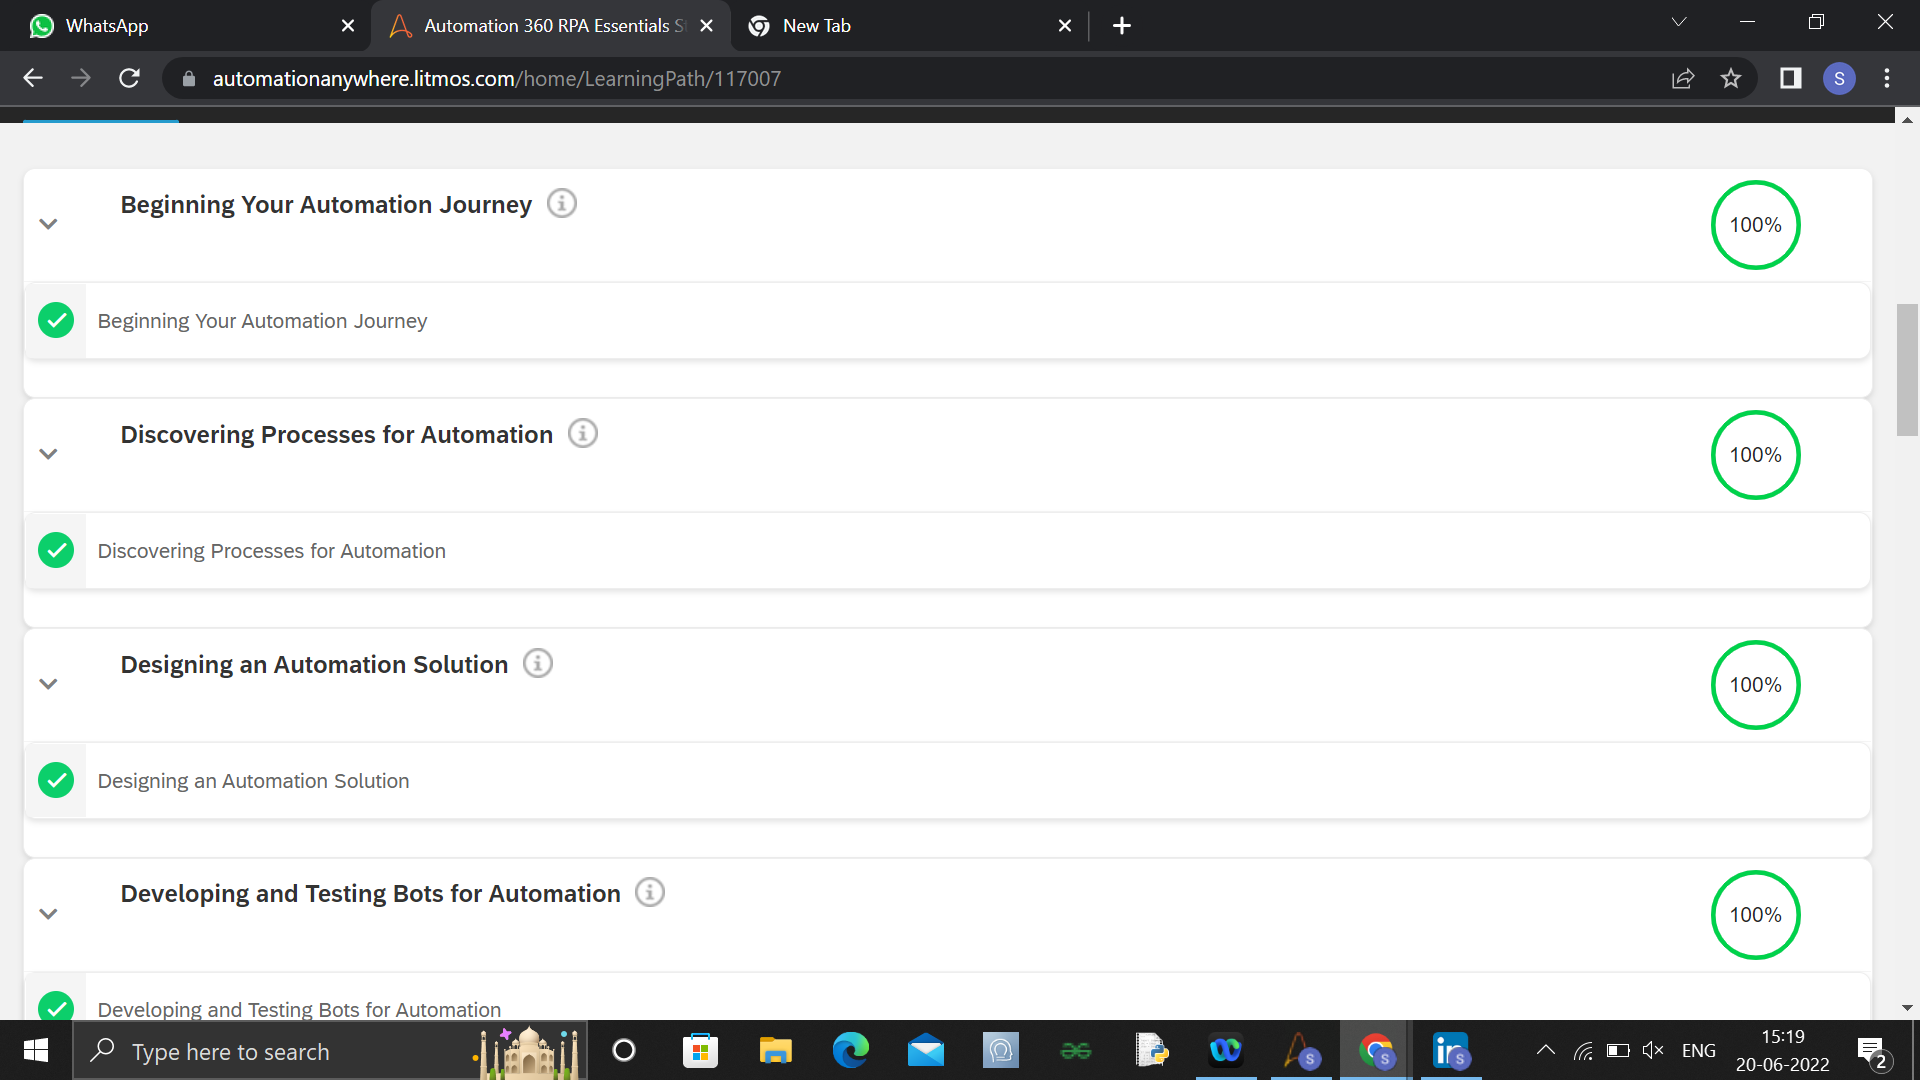 WhatsApp
Automation 360 RPA Essentials S
New Tab
automationanywhere.litmos.com/home/LearningPath/117007
S
Beginning Your Automation Journey
100%
Beginning Your Automation Journey
Discovering Processes for Automation
100%
Discovering Processes for Automation
Designing an Automation Solution
100%
Designing an Automation Solution
Developing and Testing Bots for Automation
100%
Developing and Testing Bots for Automation
Type here to search
S
S
in
S
ENG
15:19
20-06-2022
2